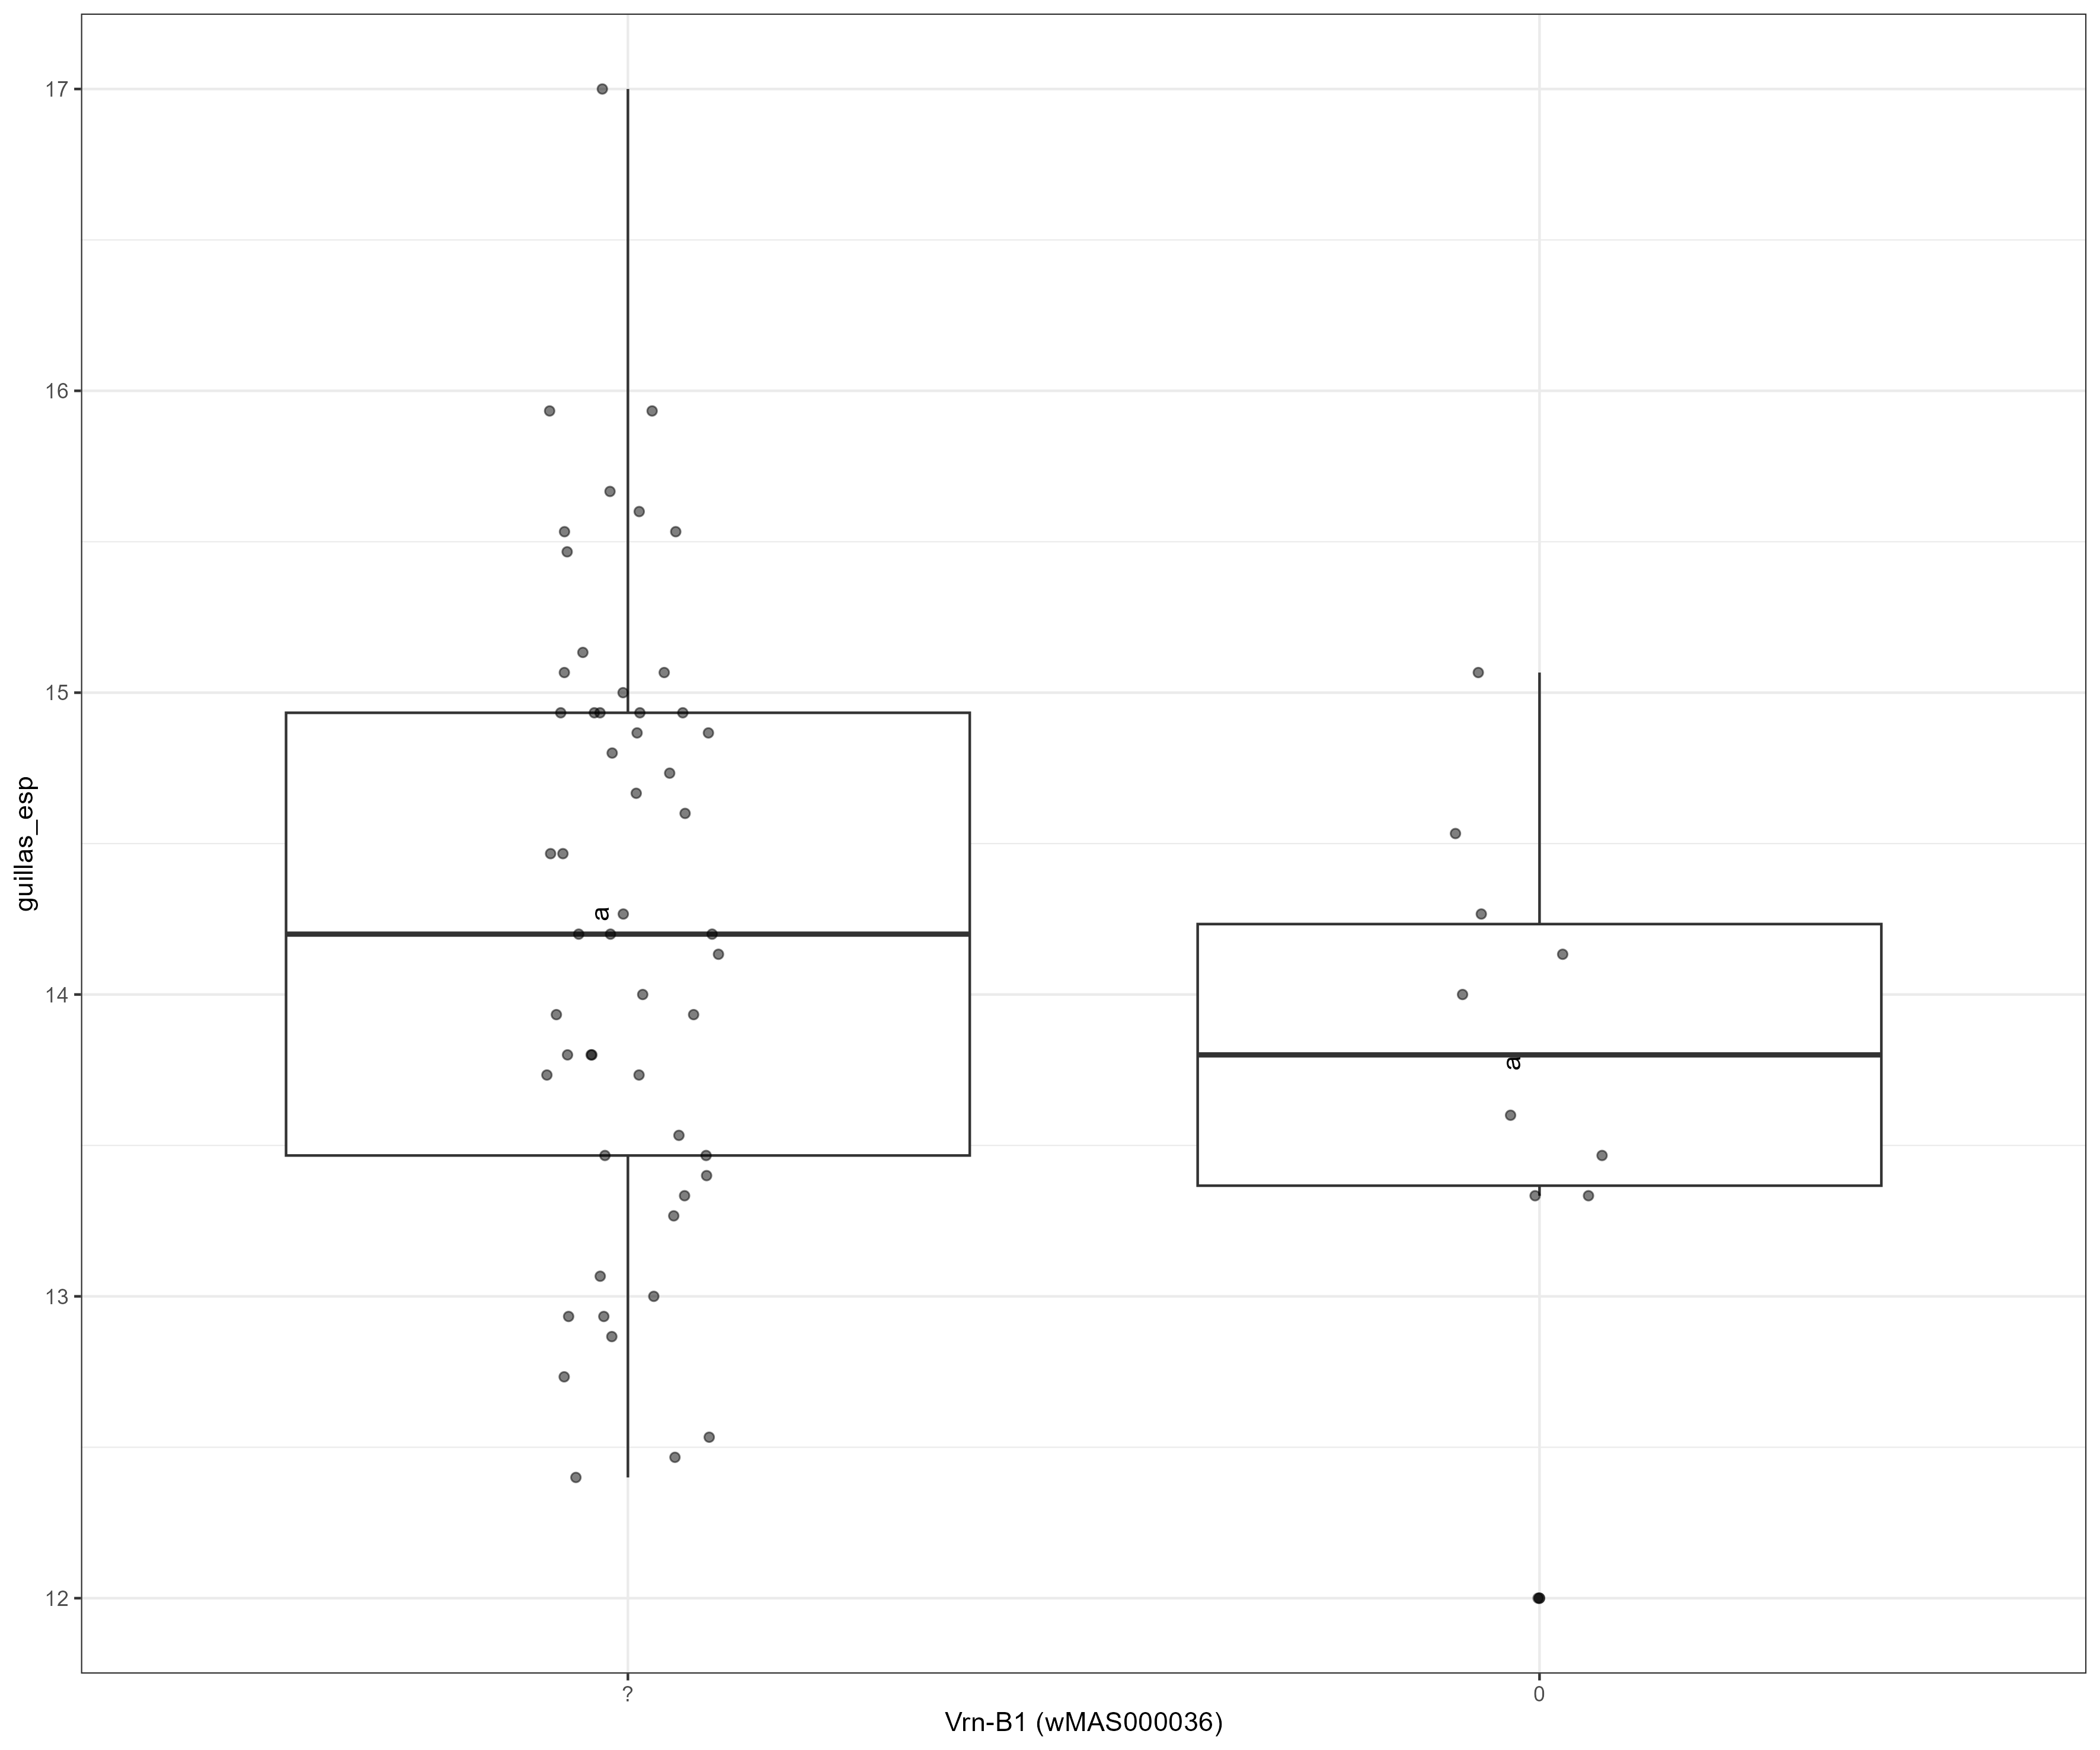 guillas_esp
17
16
15
14
13
12
a
a
?
0
Vrn-B1 (wMAS000036)